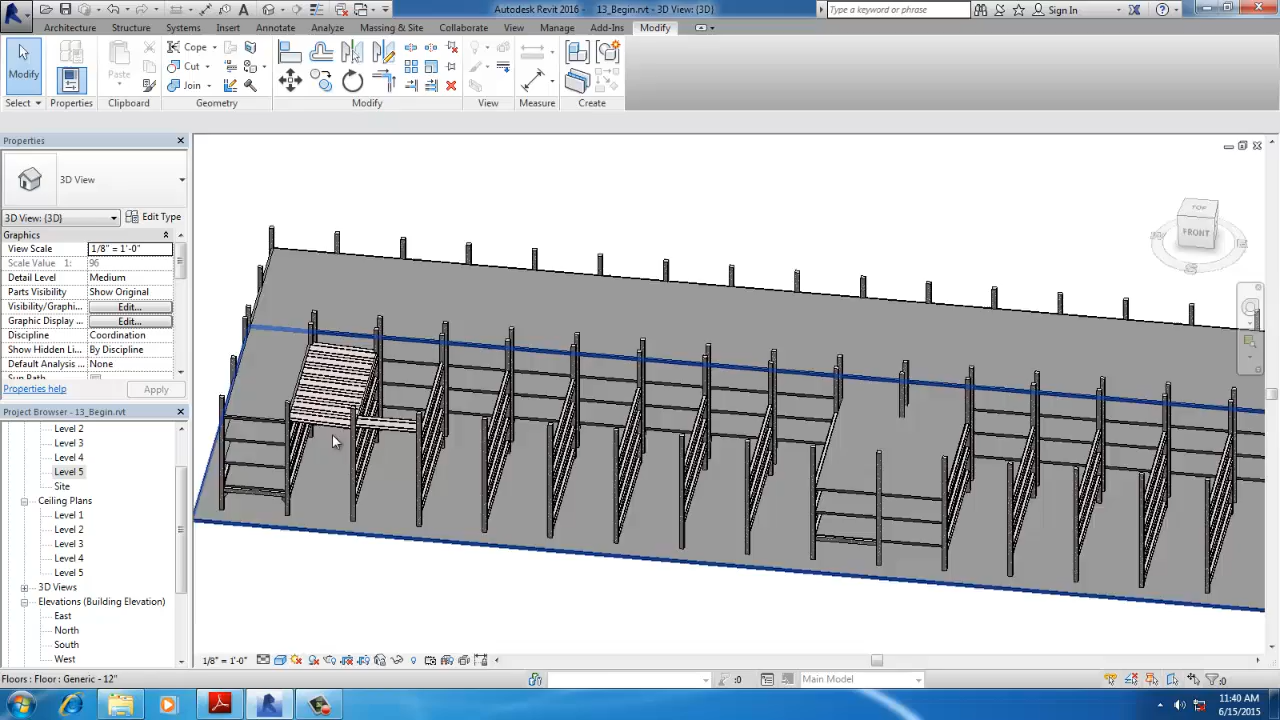 Autodesk Revit 2016 - 13_Begin.rvt - 3D View: {3D}
Type a keyword or phrase
Sign In
Architecture Structure Systems Insert Annotate Analyze Massing & Site Collaborate View Manage Add-Ins Modify
Modify
Paste
Cope
Cut
Join
Select Properties Clipboard Geometry Modify View Measure Create
Properties
3D View
3D View: {3D} Edit Type
Graphics
View Scale 1/8" = 1'-0"
Scale Value 1: 96
Detail Level Medium
Parts Visibility Show Original
Visibility/Graphi... Edit...
Graphic Display ... Edit...
Discipline Coordination
Show Hidden Li... By Discipline
Default Analysis ... None
Properties help Apply
Project Browser - 13_Begin.rvt
Level 2
Level 3
Level 4
Level 5
Site
Ceiling Plans
Level 1
Level 2
Level 3
Level 4
Level 5
3D Views
Elevations (Building Elevation)
East
North
South
West
TOP
FRONT
1/8" = 1'-0"
Floors : Floor : Generic - 12"
:0
Main Model
:0
11:40 AM
6/15/2015